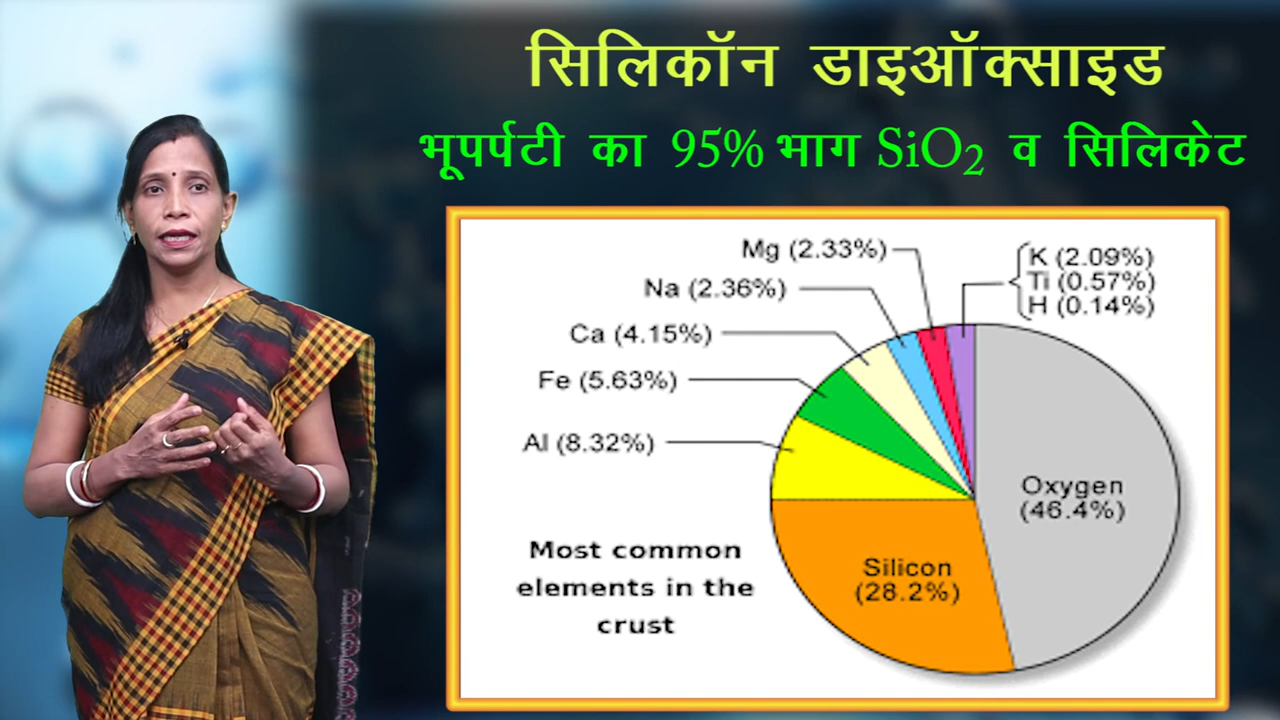 सिलिकॉन डाइऑक्साइड
भूपर्पटी का 95% भाग SiO₂ व सिलिकेट
Mg (2.33%)
K (2.09%)
Ti (0.57%)
H (0.14%)
Na (2.36%)
Ca (4.15%)
Fe (5.63%)
Al (8.32%)
Oxygen
(46.4%)
Silicon
(28.2%)
Most common
elements in the
crust